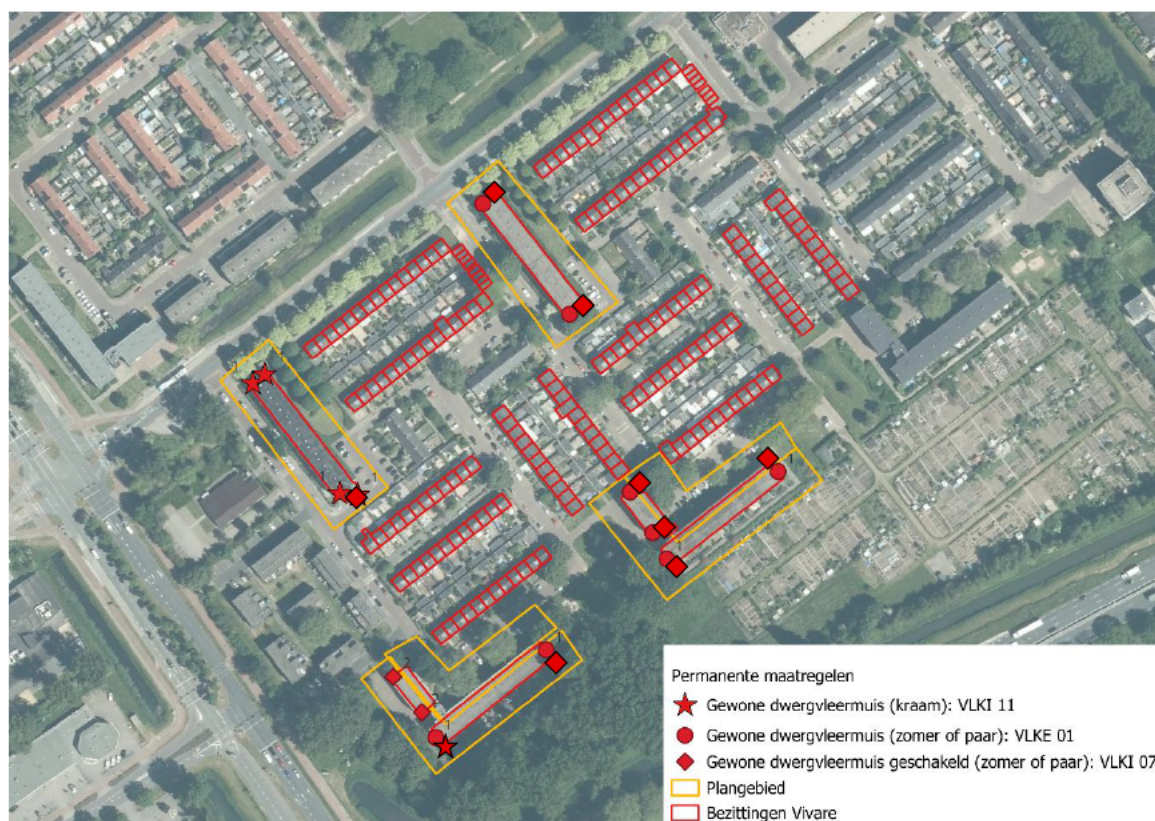 Permanente maatregelen
Gewone dwergvleermuis (kraam): VLKI 11
Gewone dwergvleermuis (zomer of paar): VLKE 01
Gewone dwergvleermuis geschakeld (zomer of paar): VLKI 07
Plangebied
Bezittingen Vivare